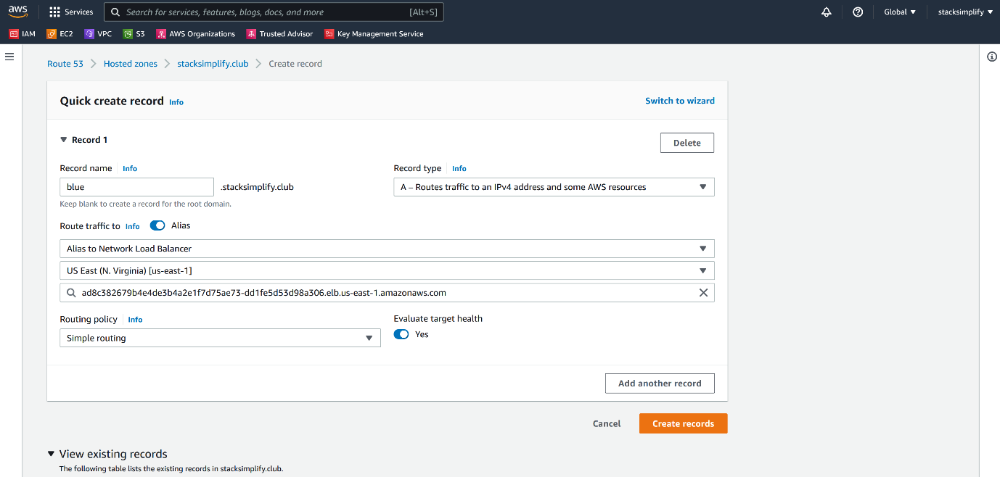 aws Services Search for services, features, blogs, docs, and more [Alt+S] Global ▼ stacksimplify ▼
IAM EC2 VPC S3 AWS Organizations Trusted Advisor Key Management Service
Route 53 > Hosted zones > stacksimplify.club > Create record
Quick create record Info Switch to wizard
▼ Record 1 Delete
Record name Info Record type Info
blue .stacksimplify.club A – Routes traffic to an IPv4 address and some AWS resources
Keep blank to create a record for the root domain.
Route traffic to Info Alias
Alias to Network Load Balancer
US East (N. Virginia) [us-east-1]
ad8c382679b4e4de3b4a2e1f7d75ae73-dd1fe5d53d98a306.elb.us-east-1.amazonaws.com
Routing policy Info Evaluate target health
Simple routing Yes
Add another record
Cancel Create records
▼ View existing records
The following table lists the existing records in stacksimplify.club.